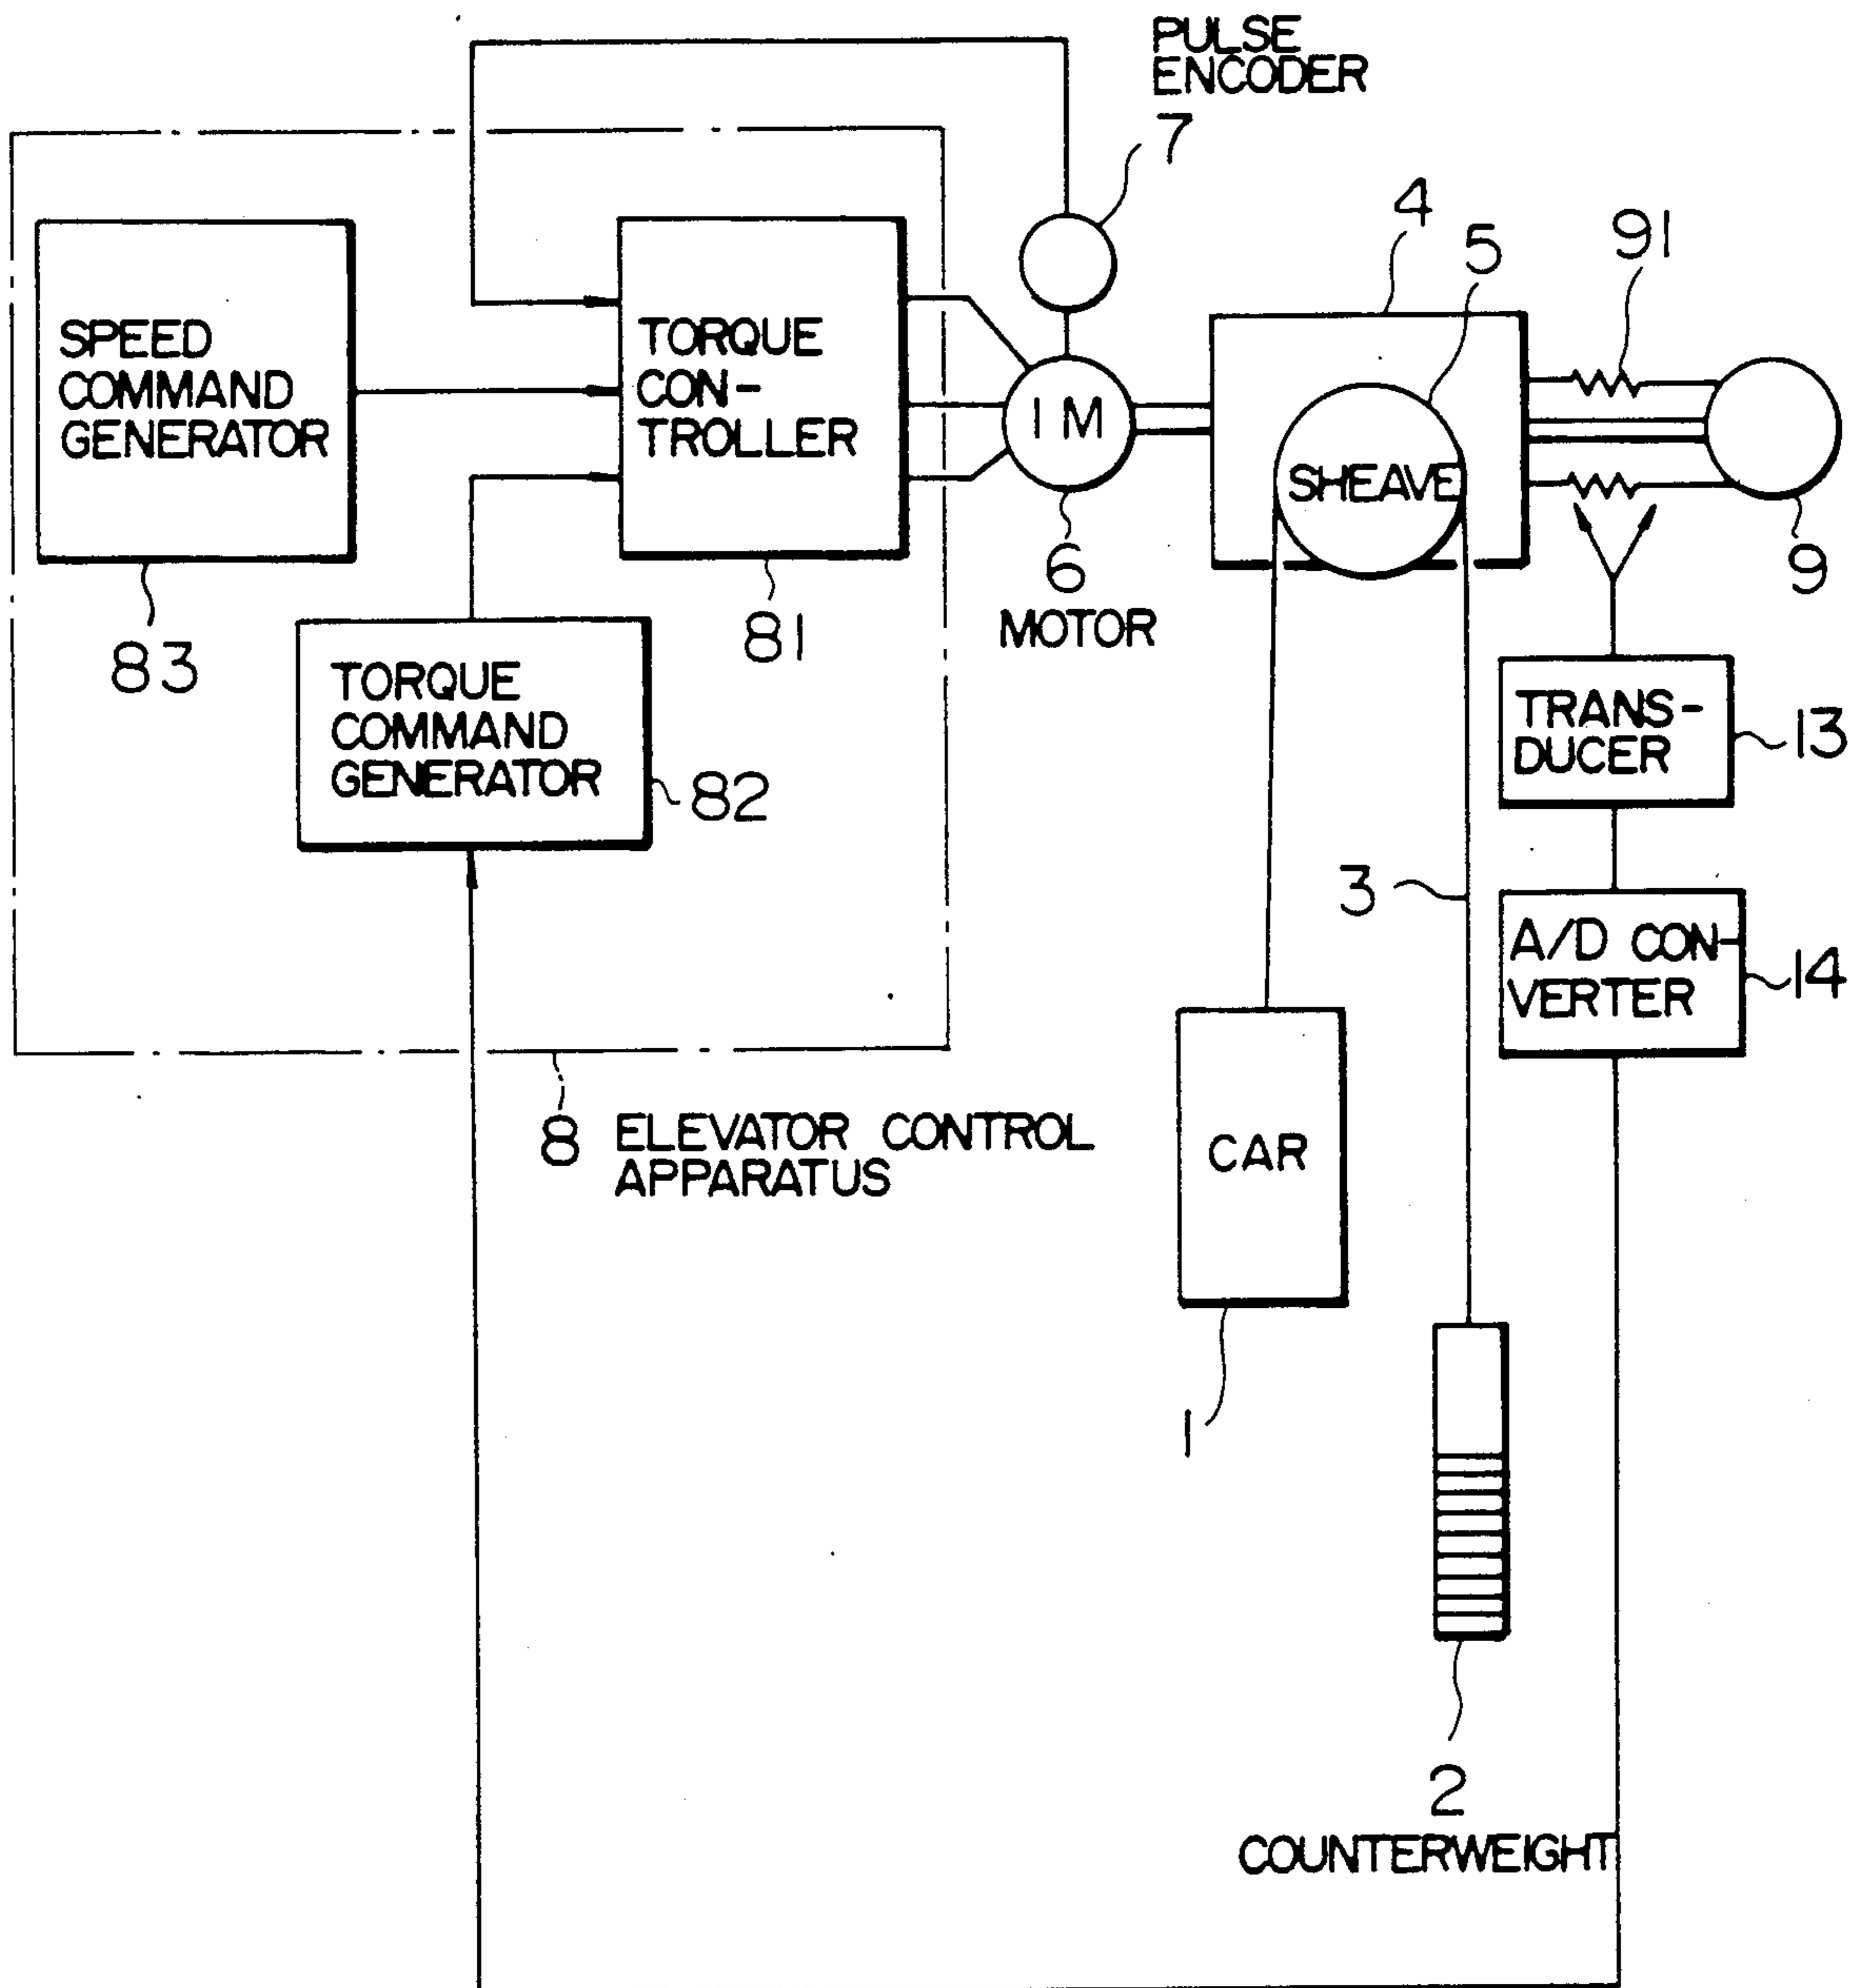 PULSE
ENCODER
7
4
5
91
SPEED
COMMAND
GENERATOR
TORQUE
CON-
TROLLER
IM
SHEAVE
6
MOTOR
9
83
81
TORQUE
COMMAND
GENERATOR
82
TRANS-
DUCER
13
3
A/D CON-
VERTER
14
8 ELEVATOR CONTROL
APPARATUS
CAR
1
2
COUNTERWEIGHT